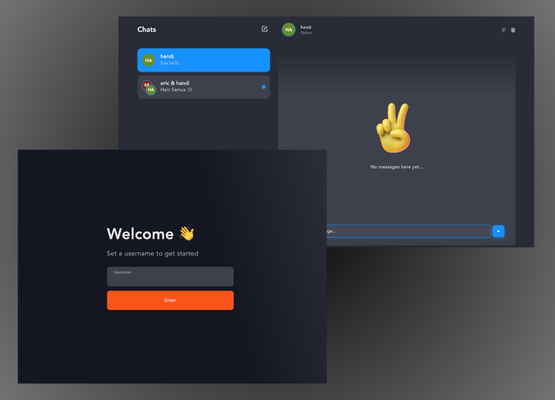 Chats
HA
handi
Say hello
ER
HA
eric & handi
Halo Semua :D
HA
handi
Online
No messages here yet...
ge...
Welcome 👋
Set a username to get started
Username
Enter